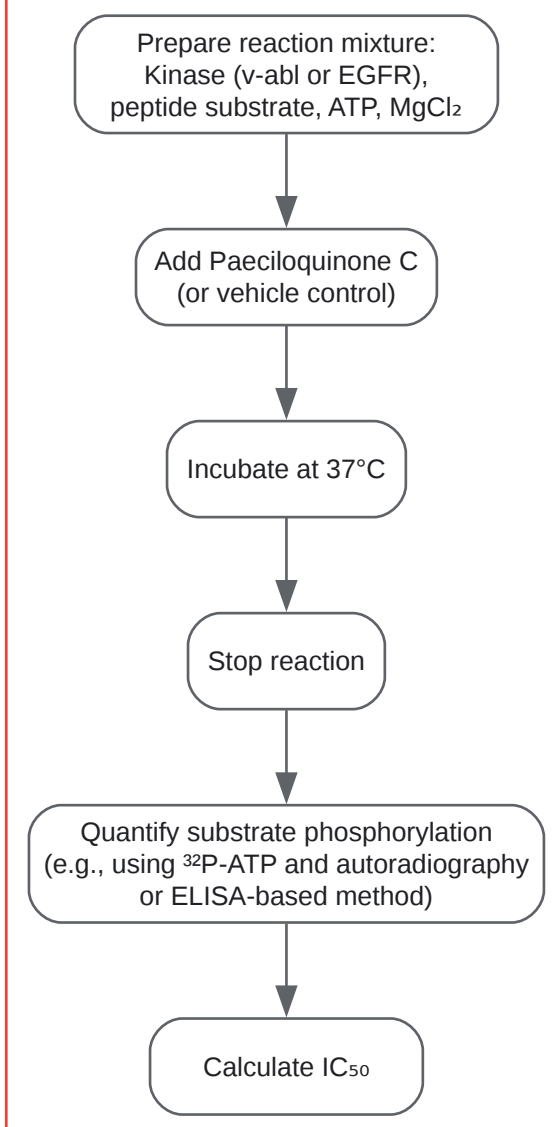 Prepare reaction mixture:
Kinase (v-abl or EGFR),
peptide substrate, ATP, MgCl₂
Add Paeciloquinone C
(or vehicle control)
Incubate at 37°C
Stop reaction
Quantify substrate phosphorylation
(e.g., using ³²P-ATP and autoradiography
or ELISA-based method)
Calculate IC₅₀